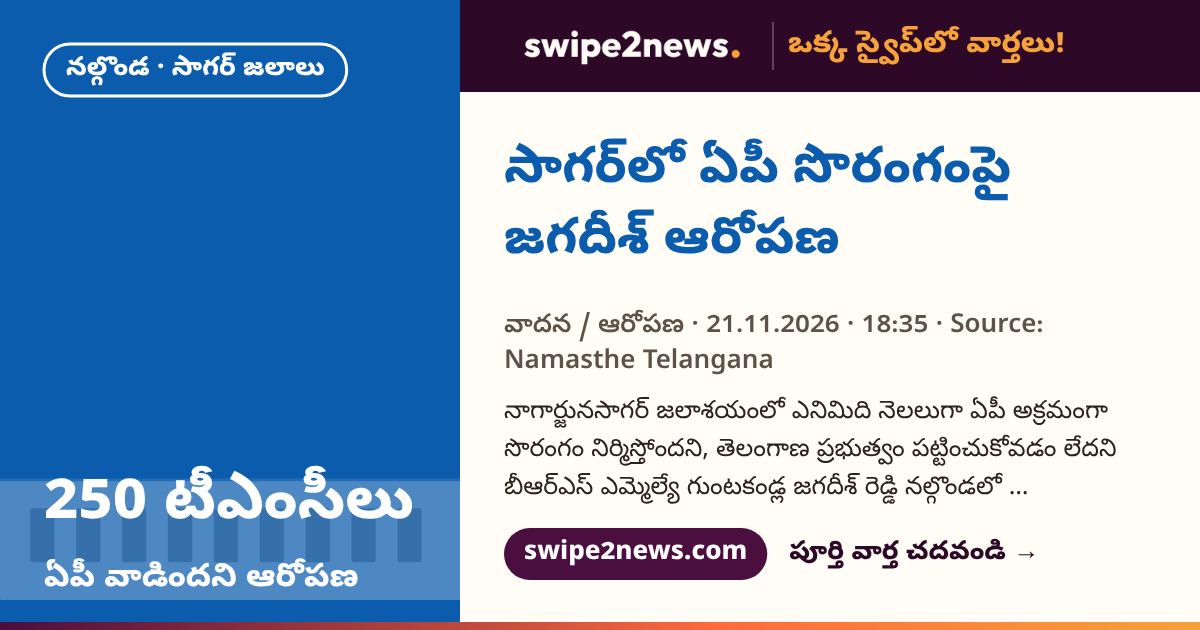 నల్గొండ · సాగర్ జలాలు
250 టీఎంసీలు
ఏపీ వాడిందని ఆరోపణ
swipe2news.
ఒక్క స్వైప్‌లో వార్తలు!
సాగర్‌లో ఏపీ సొరంగంపై
జగదీశ్ ఆరోపణ
వాదన / ఆరోపణ · 21.11.2026 · 18:35 · Source:
Namasthe Telangana
నాగార్జునసాగర్ జలాశయంలో ఎనిమిది నెలలుగా ఏపీ అక్రమంగా
సొరంగం నిర్మిస్తోందని, తెలంగాణ ప్రభుత్వం పట్టించుకోవడం లేదని
బీఆర్ఎస్ ఎమ్మెల్యే గుంటకండ్ల జగదీశ్ రెడ్డి నల్గొండలో ...
swipe2news.com
పూర్తి వార్త చదవండి →